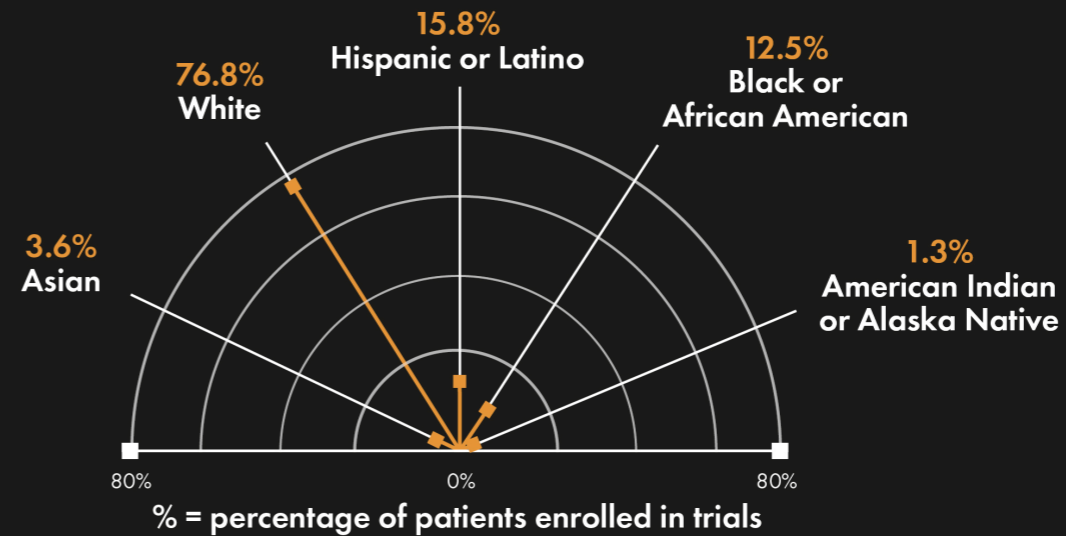 15.8%
Hispanic or Latino
12.5%
Black or
African American
76.8%
White
3.6%
Asian
1.3%
American Indian
or Alaska Native
80%
0%
80%
% = percentage of patients enrolled in trials